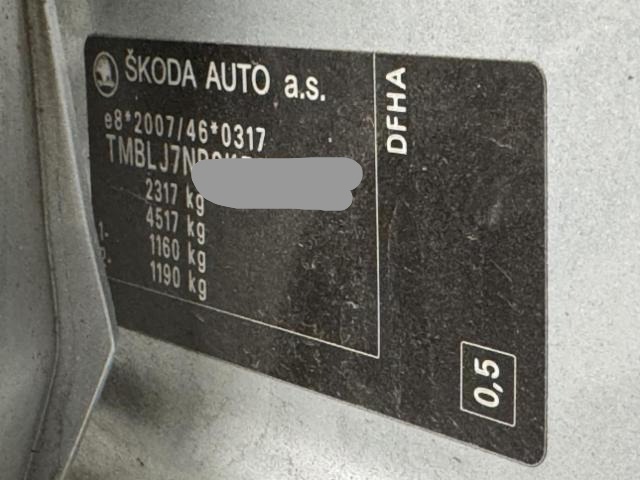 ŠKODA AUTO a.s.
e8*2007/46*0317
TMBLJ7N
2317 kg
4517 kg
1- 1160 kg
2- 1190 kg
DFHA
0,5